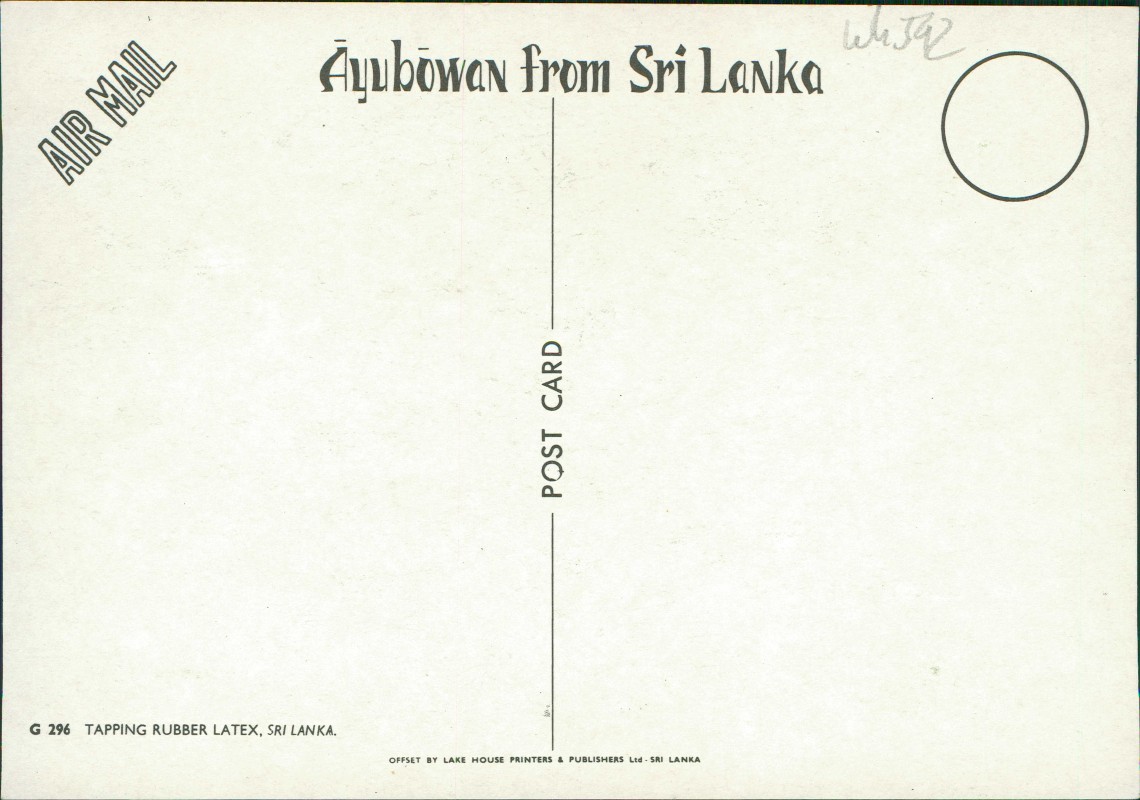 AIR MAIL
Āyubōwan from Sri Lanka
POST CARD
G 296 TAPPING RUBBER LATEX, SRI LANKA.
OFFSET BY LAKE HOUSE PRINTERS & PUBLISHERS Ltd - SRI LANKA